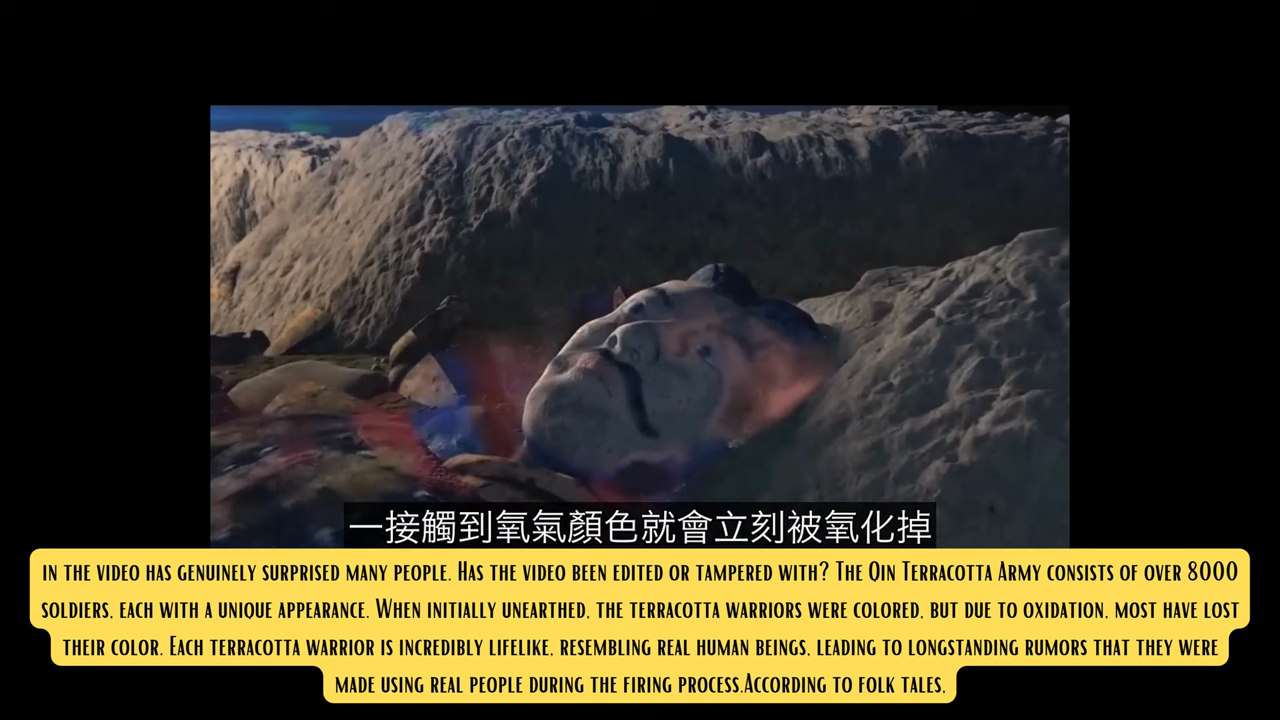 一接觸到氧氣顏色就會立刻被氧化掉
IN THE VIDEO HAS GENUINELY SURPRISED MANY PEOPLE. HAS THE VIDEO BEEN EDITED OR TAMPERED WITH? THE QIN TERRACOTTA ARMY CONSISTS OF OVER 8000
SOLDIERS, EACH WITH A UNIQUE APPEARANCE. WHEN INITIALLY UNEARTHED, THE TERRACOTTA WARRIORS WERE COLORED, BUT DUE TO OXIDATION, MOST HAVE LOST
THEIR COLOR. EACH TERRACOTTA WARRIOR IS INCREDIBLY LIFELIKE, RESEMBLING REAL HUMAN BEINGS, LEADING TO LONGSTANDING RUMORS THAT THEY WERE
MADE USING REAL PEOPLE DURING THE FIRING PROCESS.ACCORDING TO FOLK TALES,